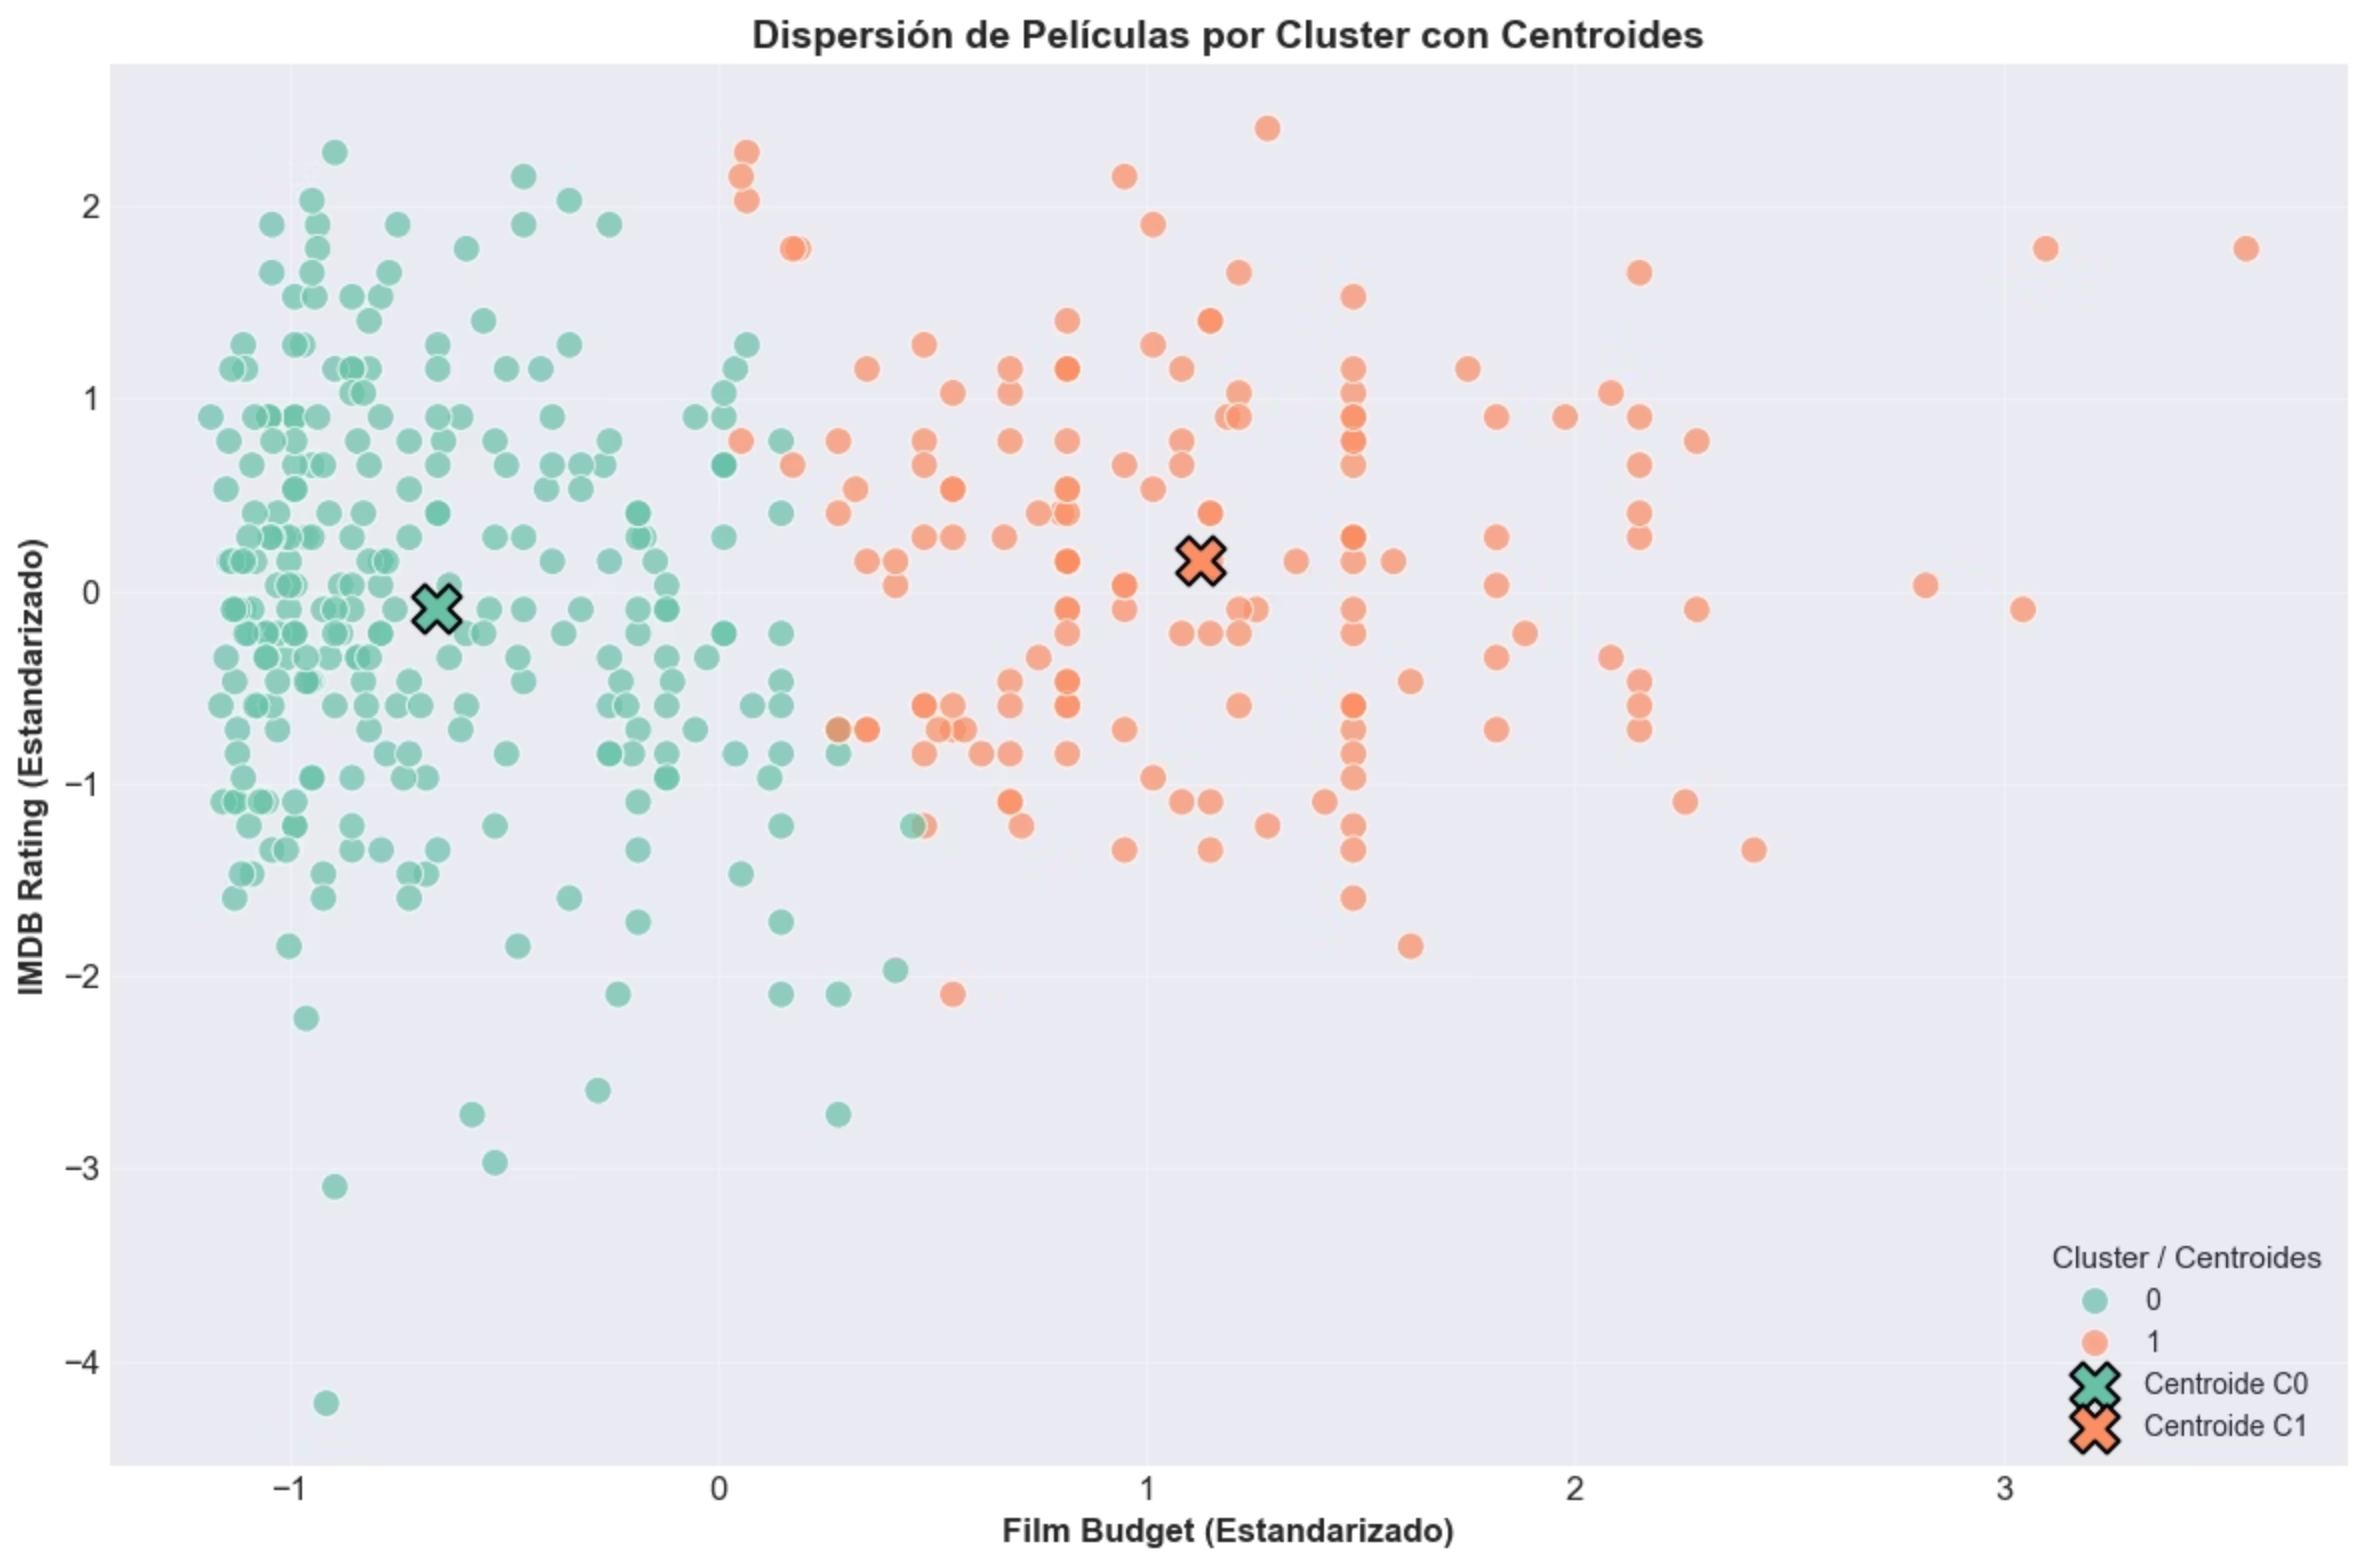 Dispersión de Películas por Cluster con Centroides
IMDB Rating (Estandarizado)
2
1
0
−1
−2
−3
−4
Cluster / Centroides
0
1
Centroide C0
Centroide C1
−1
0
1
2
3
Film Budget (Estandarizado)